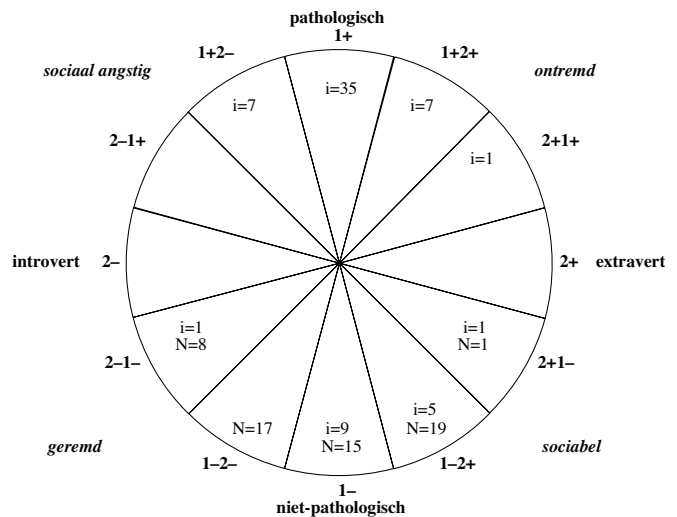 pathologisch
1+
1+2–
1+2+
sociaal angstig
ontremd
i=35
i=7
i=7
2–1+
2+1+
i=1
introvert
2–
2+
extravert
i=1
N=8
i=1
N=1
2–1–
2+1–
i=5
N=19
N=17
i=9
N=15
geremd
sociabel
1–2–
1–2+
1–
niet-pathologisch